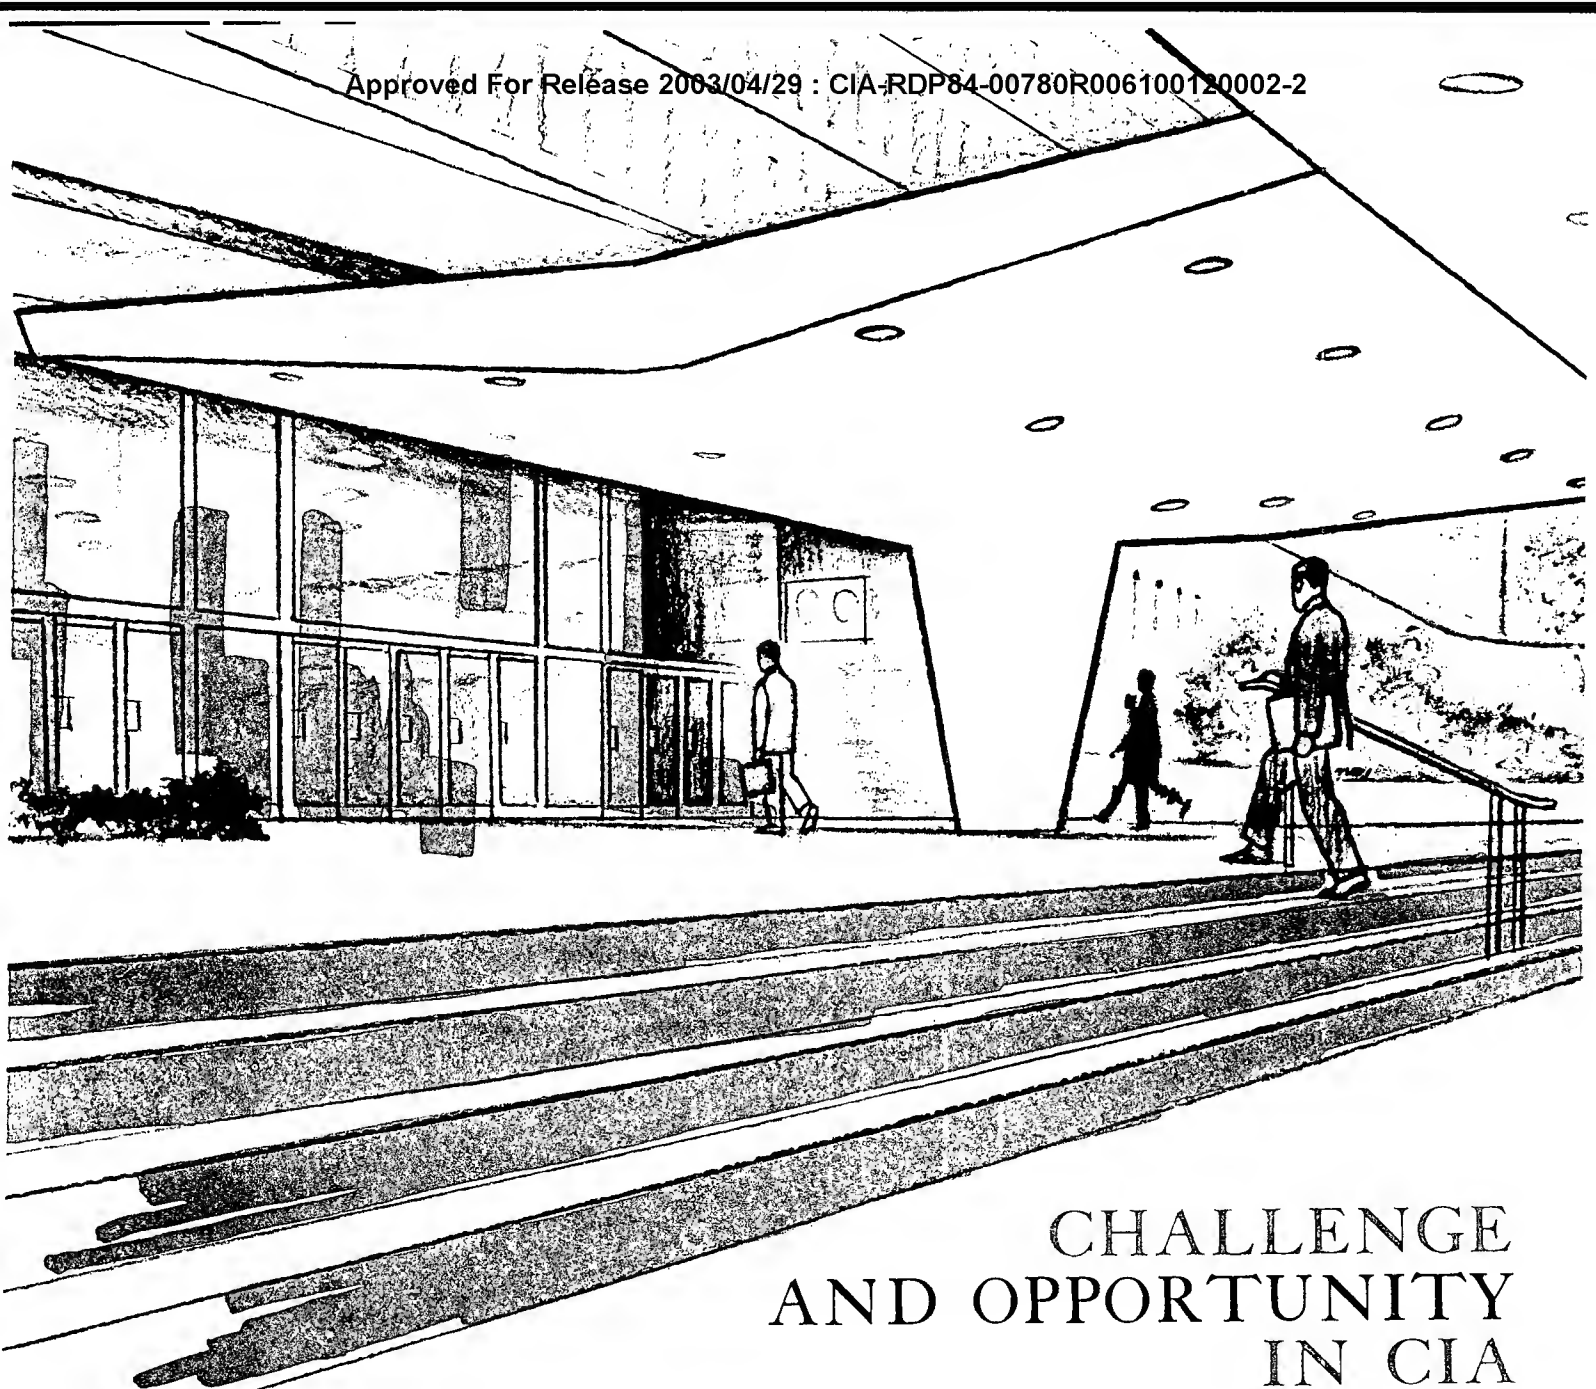 Approved For Release 2003/04/29 : CIA-RDP84-00780R006100120002-2
CHALLENGE
AND OPPORTUNITY
IN CIA